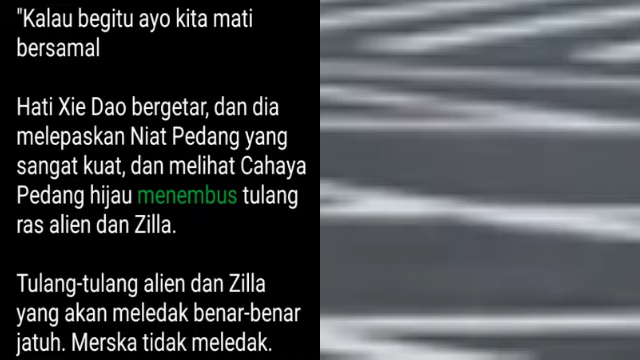 "Kalau begitu ayo kita mati
bersamal
Hati Xie Dao bergetar, dan dia
melepaskan Niat Pedang yang
sangat kuat, dan melihat Cahaya
Pedang hijau menembus tulang
ras alien dan Zilla.
Tulang-tulang alien dan Zilla
yang akan meledak benar-benar
jatuh. Merska tidak meledak.